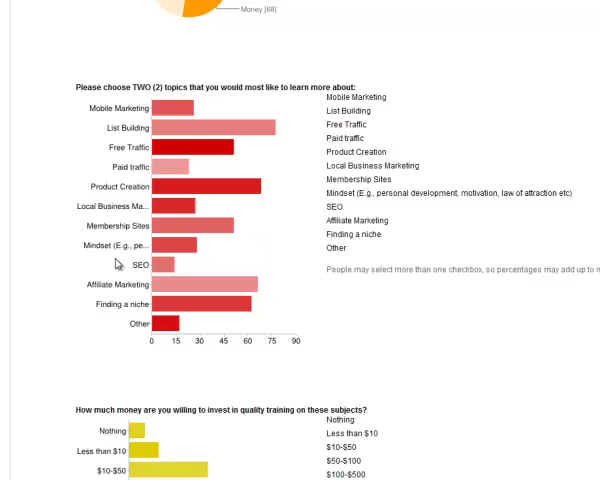 Money [68]
Please choose TWO (2) topics that you would most like to learn more about:
Mobile Marketing
List Building
Free Traffic
Paid traffic
Product Creation
Local Business Ma...
Membership Sites
Mindset (E.g., pe...
SEO
Affiliate Marketing
Finding a niche
Other
0 15 30 45 60 75 90
Mobile Marketing
List Building
Free Traffic
Paid traffic
Product Creation
Local Business Marketing
Membership Sites
Mindset (E.g., personal development, motivation, law of attraction etc)
SEO
Affiliate Marketing
Finding a niche
Other
People may select more than one checkbox, so percentages may add up to
How much money are you willing to invest in quality training on these subjects?
Nothing
Less than $10
$10-$50
Nothing
Less than $10
$10-$50
$50-$100
$100-$500